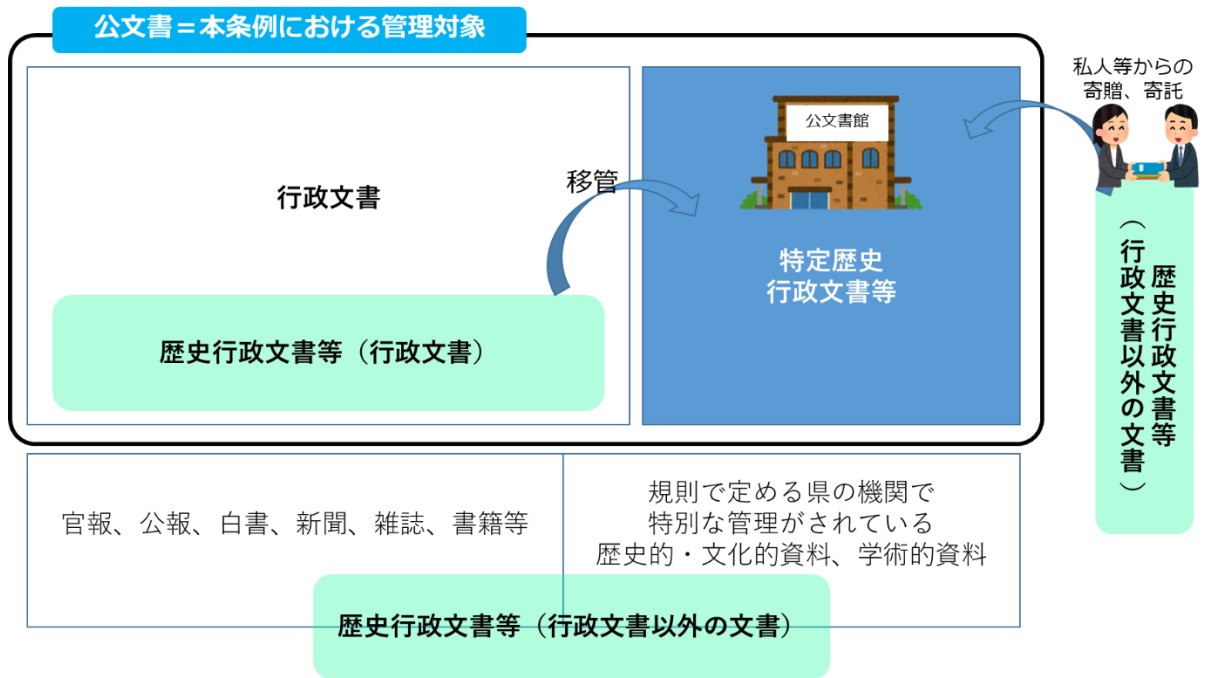 公文書＝本条例における管理対象
行政文書
移管
歴史行政文書等（行政文書）
公文書館
特定歴史
行政文書等
私人等からの
寄贈、寄託
歴史行政文書等
（行政文書以外の文書）
官報、公報、白書、新聞、雑誌、書籍等
規則で定める県の機関で
特別な管理がされている
歴史的・文化的資料、学術的資料
歴史行政文書等（行政文書以外の文書）